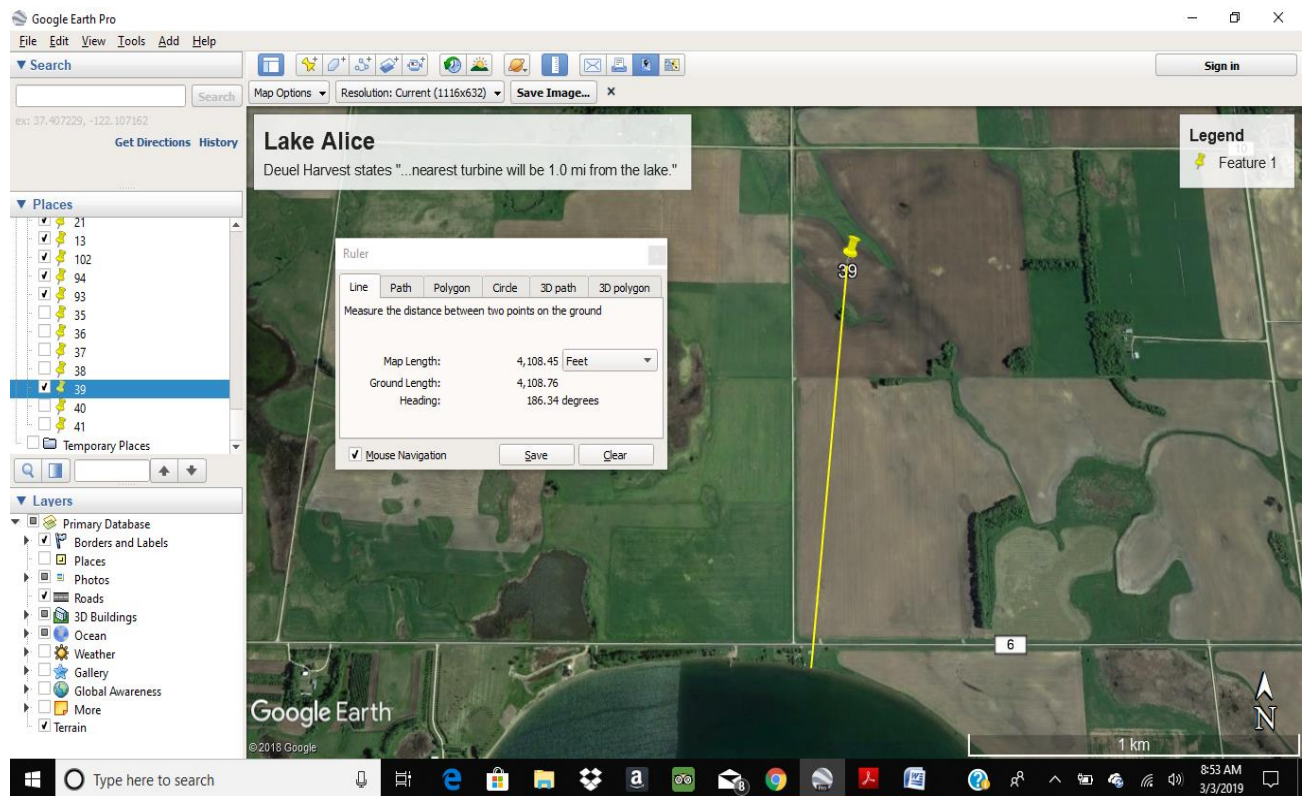 Google Earth Pro
File Edit View Tools Add Help
Search
Sign in
Search
Map Options
Resolution: Current (1116x632)
Save Image...
ex: 37.407229, -122.107162
Get Directions History
Lake Alice
Deuel Harvest states "...nearest turbine will be 1.0 mi from the lake."
Legend
10
Feature 1
Places
21
13
102
94
93
35
36
37
38
39
40
41
Temporary Places
Ruler
Line Path Polygon Circle 3D path 3D polygon
Measure the distance between two points on the ground
Map Length: 4,108.45 Feet
Ground Length: 4,108.76
Heading: 186.34 degrees
Mouse Navigation Save Clear
39
Layers
Primary Database
Borders and Labels
Places
Photos
Roads
3D Buildings
Ocean
Weather
Gallery
Global Awareness
More
Terrain
6
Google Earth
©2018 Google
N
1 km
Type here to search
8
8:53 AM
3/3/2019